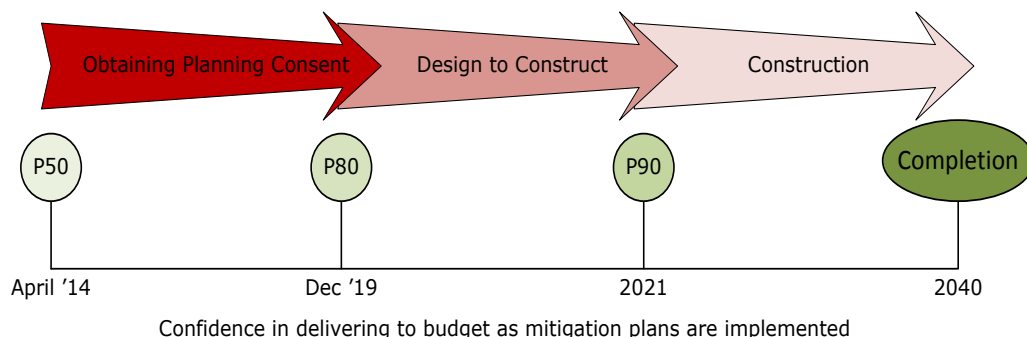 Obtaining Planning Consent
Design to Construct
Construction
P50
P80
P90
Completion
April ’14
Dec ’19
2021
2040
Confidence in delivering to budget as mitigation plans are implemented